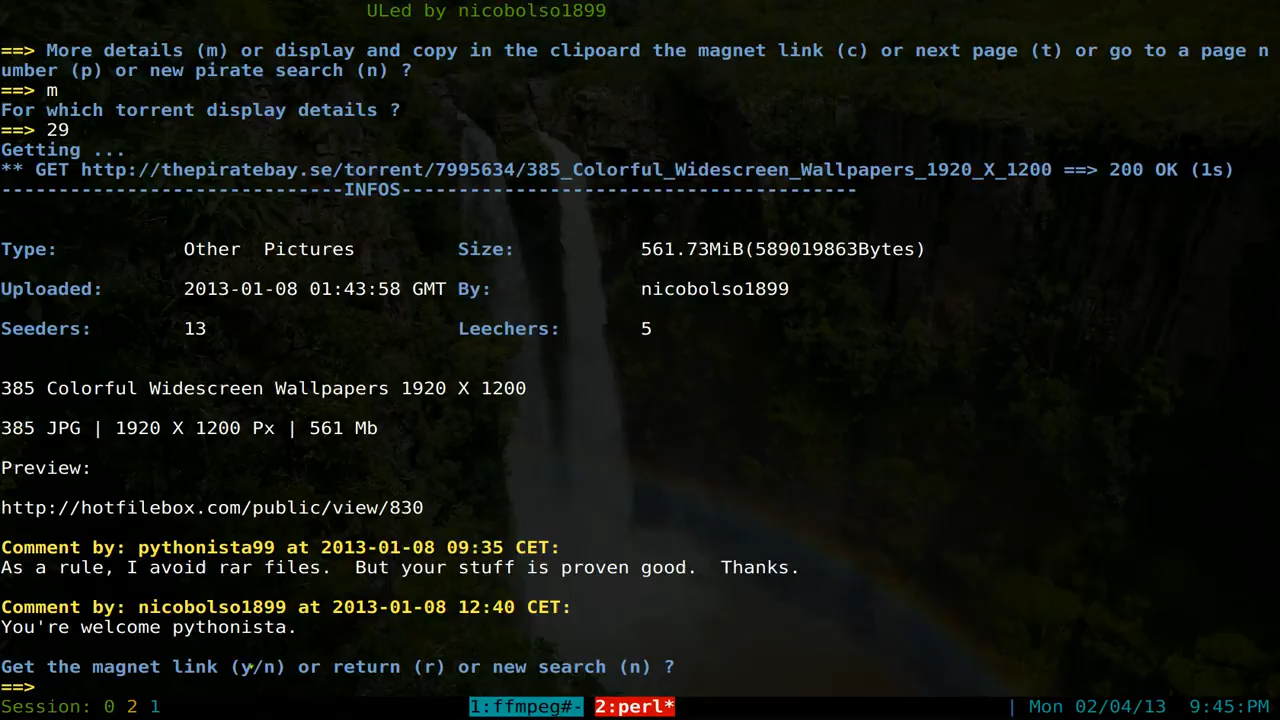 ULed by nicobolso1899
==> More details (m) or display and copy in the clipoard the magnet link (c) or next page (t) or go to a page n
umber (p) or new pirate search (n) ?
==> m
For which torrent display details ?
==> 29
Getting ...
** GET http://thepiratebay.se/torrent/7995634/385_Colorful_Widescreen_Wallpapers_1920_X_1200 ==> 200 OK (1s)
------------------------------INFOS----------------------------------------
Type: Other  Pictures Size: 561.73MiB(589019863Bytes)
Uploaded: 2013-01-08 01:43:58 GMT By: nicobolso1899
Seeders: 13 Leechers: 5
385 Colorful Widescreen Wallpapers 1920 X 1200
385 JPG | 1920 X 1200 Px | 561 Mb
Preview:
http://hotfilebox.com/public/view/830
Comment by: pythonista99 at 2013-01-08 09:35 CET:
As a rule, I avoid rar files.  But your stuff is proven good.  Thanks.
Comment by: nicobolso1899 at 2013-01-08 12:40 CET:
You're welcome pythonista.
Get the magnet link (y/n) or return (r) or new search (n) ?
==>
Session: 0 2 1 1:ffmpeg#- 2:perl* | Mon 02/04/13  9:45:PM